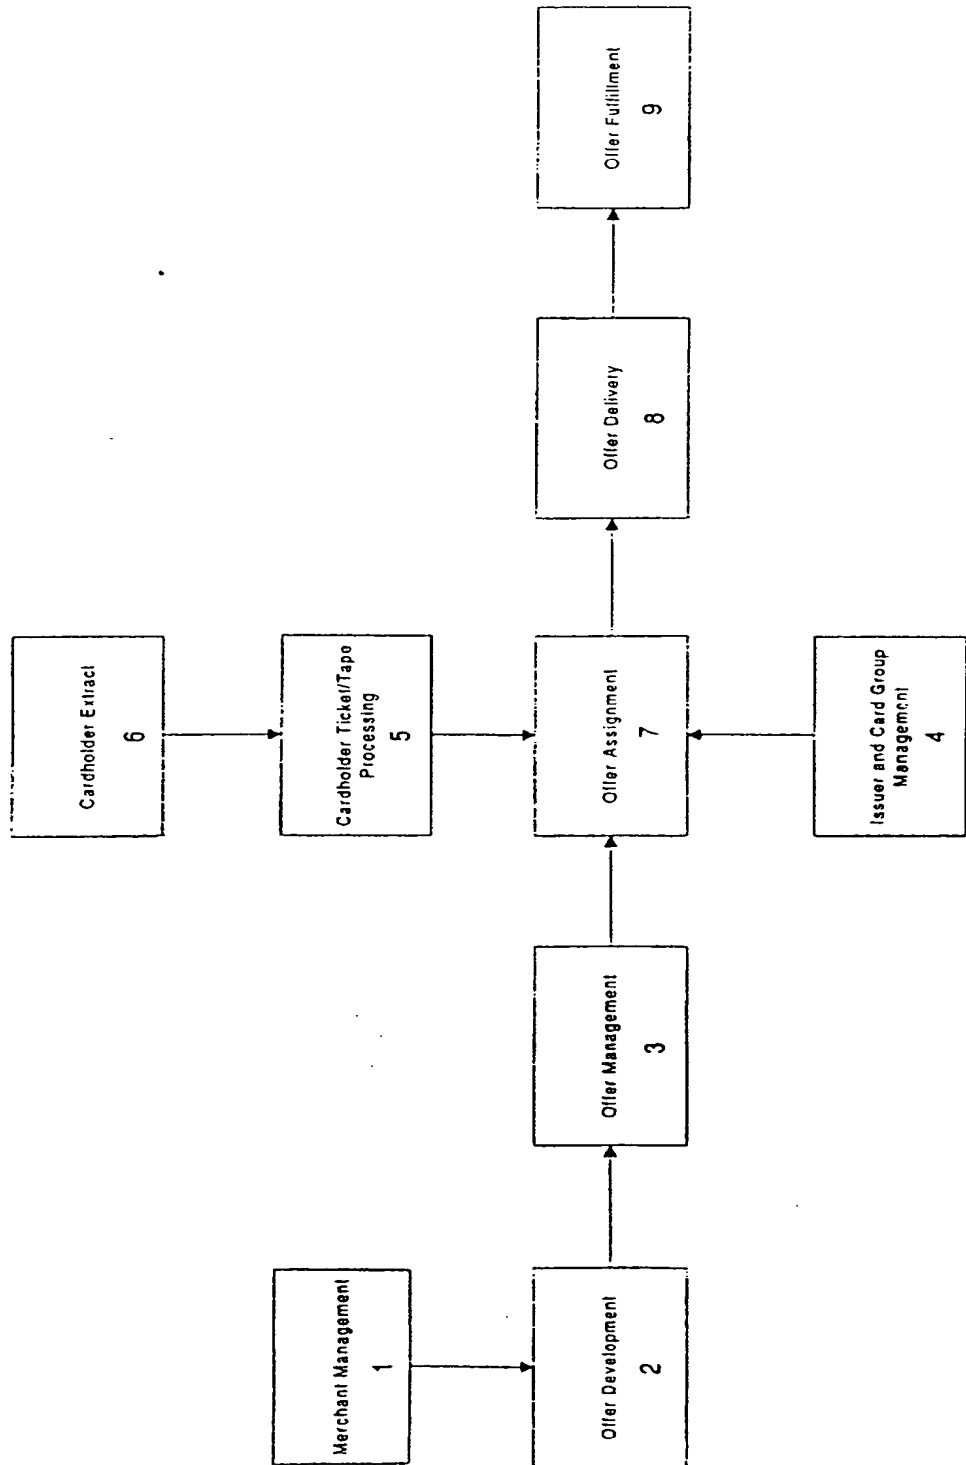 Merchant Management
1
Offer Development
2
Offer Management
3
Issuer and Card Group
Management
4
Cardholder Ticket/Tape
Processing
5
Cardholder Extract
6
Offer Assignment
7
Offer Delivery
8
Offer Fulfillment
9